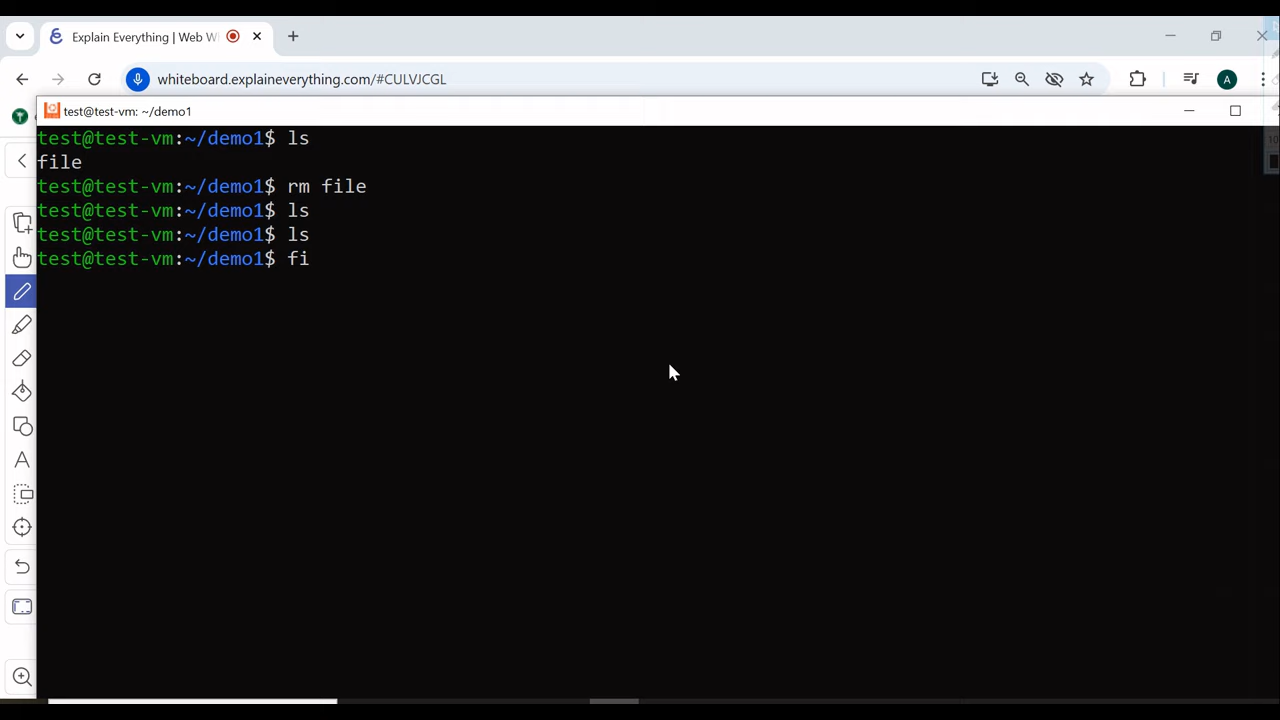 Explain Everything | Web W
whiteboard.explaineverything.com/#CULVJCGL
A
test@test-vm: ~/demo1
test@test-vm:~/demo1$ ls
file
test@test-vm:~/demo1$ rm file
test@test-vm:~/demo1$ ls
test@test-vm:~/demo1$ ls
test@test-vm:~/demo1$ fi
A